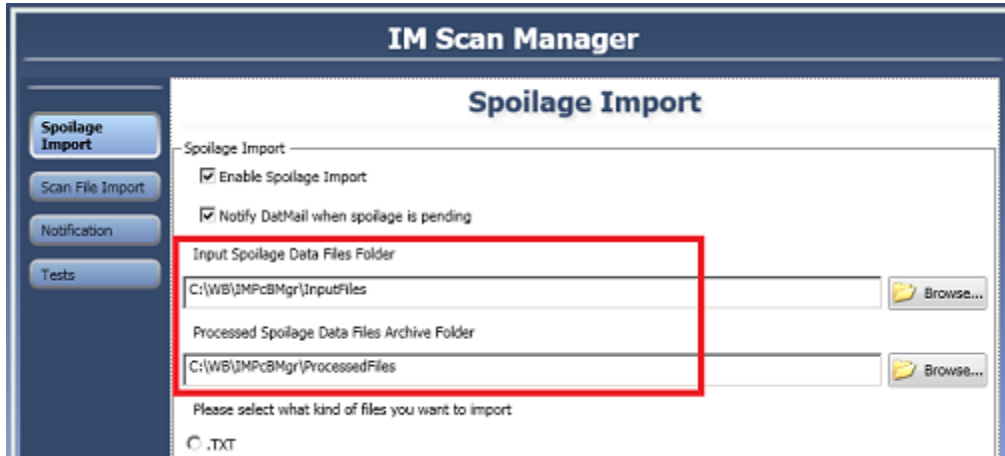 IM Scan Manager
Spoilage Import
Spoilage
Import
Scan File Import
Notification
Tests
Spoilage Import
Enable Spoilage Import
Notify DatMail when spoilage is pending
Input Spoilage Data Files Folder
C:\WB\IMPcBMgr\InputFiles
Browse...
Processed Spoilage Data Files Archive Folder
C:\WB\IMPcBMgr\ProcessedFiles
Browse...
Please select what kind of files you want to import
.TXT